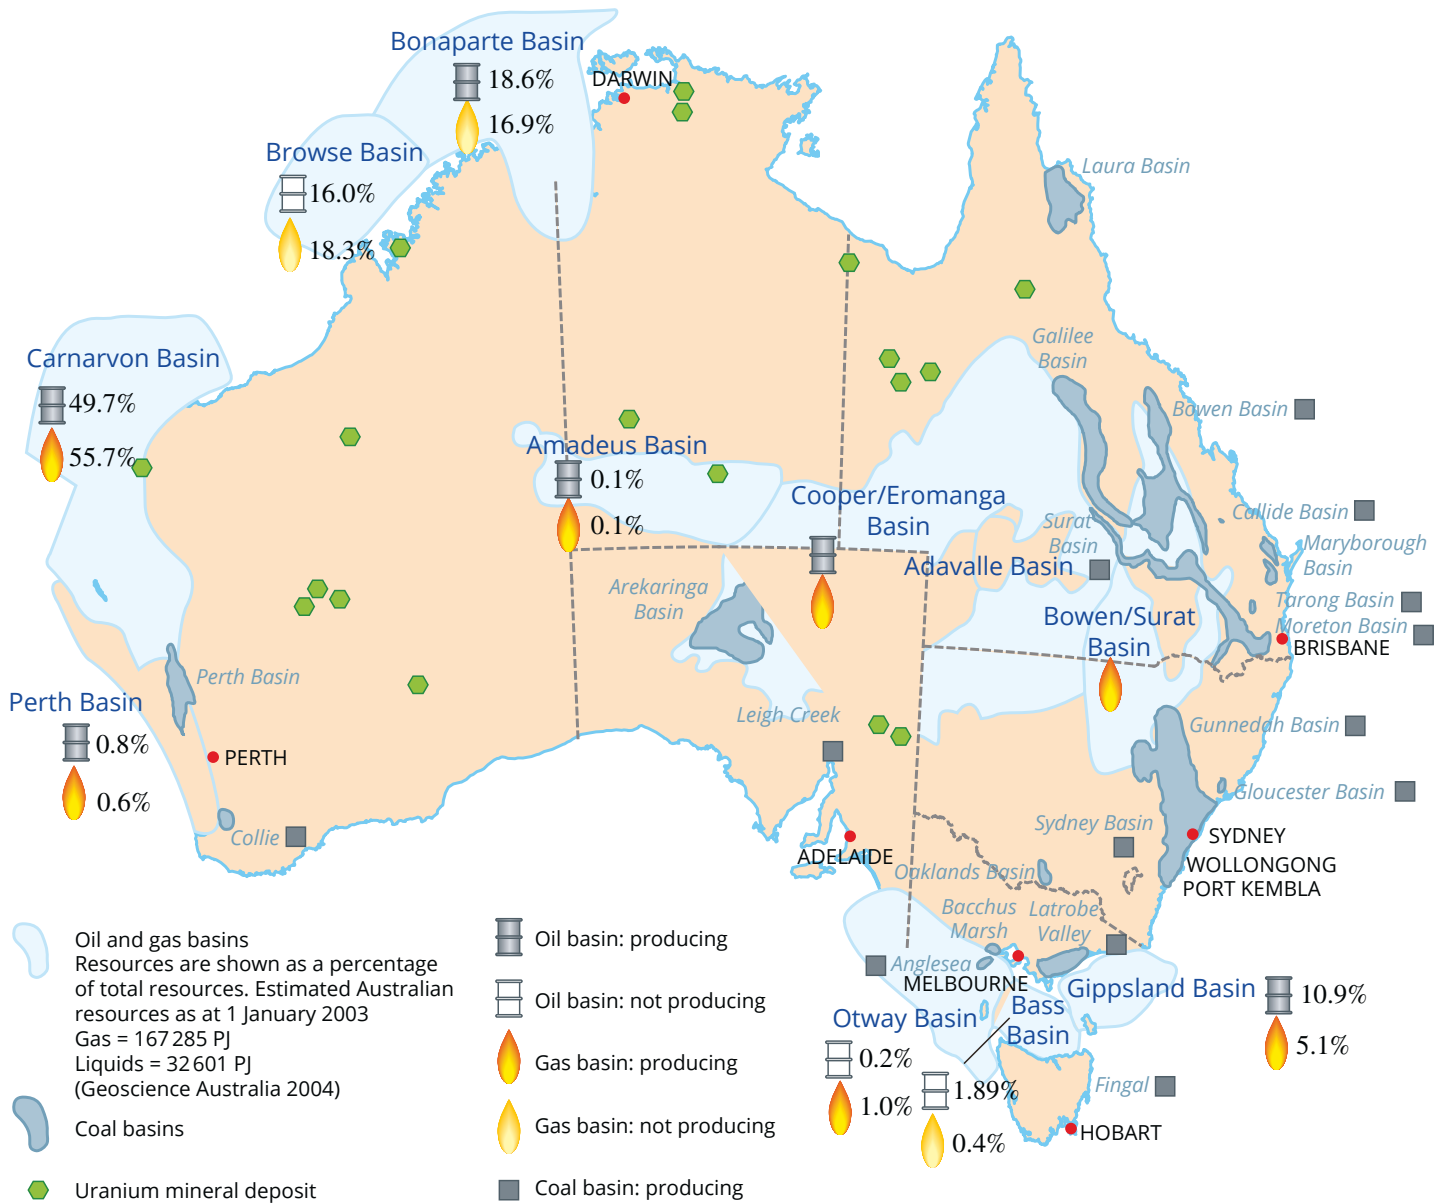 Bonaparte Basin
18.6%
16.9%
DARWIN
Browse Basin
16.0%
18.3%
Laura Basin
Carnarvon Basin
49.7%
55.7%
Galilee
Basin
Bowen Basin
Amadeus Basin
0.1%
0.1%
Cooper/Eromanga
Basin
Surat
Basin
Callide Basin
Maryborough
Basin
Adavalle Basin
Arekaringa
Basin
Tarong Basin
Moreton Basin
BRISBANE
Bowen/Surat
Basin
Perth Basin
Perth Basin
0.8%
0.6%
PERTH
Leigh Creek
Gunnedah Basin
Gloucester Basin
Collie
Sydney Basin
SYDNEY
WOLLONGONG
PORT KEMBLA
ADELAIDE
Oaklands Basin
Bacchus
Marsh
Latrobe
Valley
Anglesea
MELBOURNE
Gippsland Basin
10.9%
5.1%
Otway Basin
0.2%
1.0%
Bass
Basin
1.89%
0.4%
Fingal
HOBART
Oil and gas basins
Resources are shown as a percentage
of total resources. Estimated Australian
resources as at 1 January 2003
Gas = 167 285 PJ
Liquids = 32 601 PJ
(Geoscience Australia 2004)
Coal basins
Uranium mineral deposit
Oil basin: producing
Oil basin: not producing
Gas basin: producing
Gas basin: not producing
Coal basin: producing